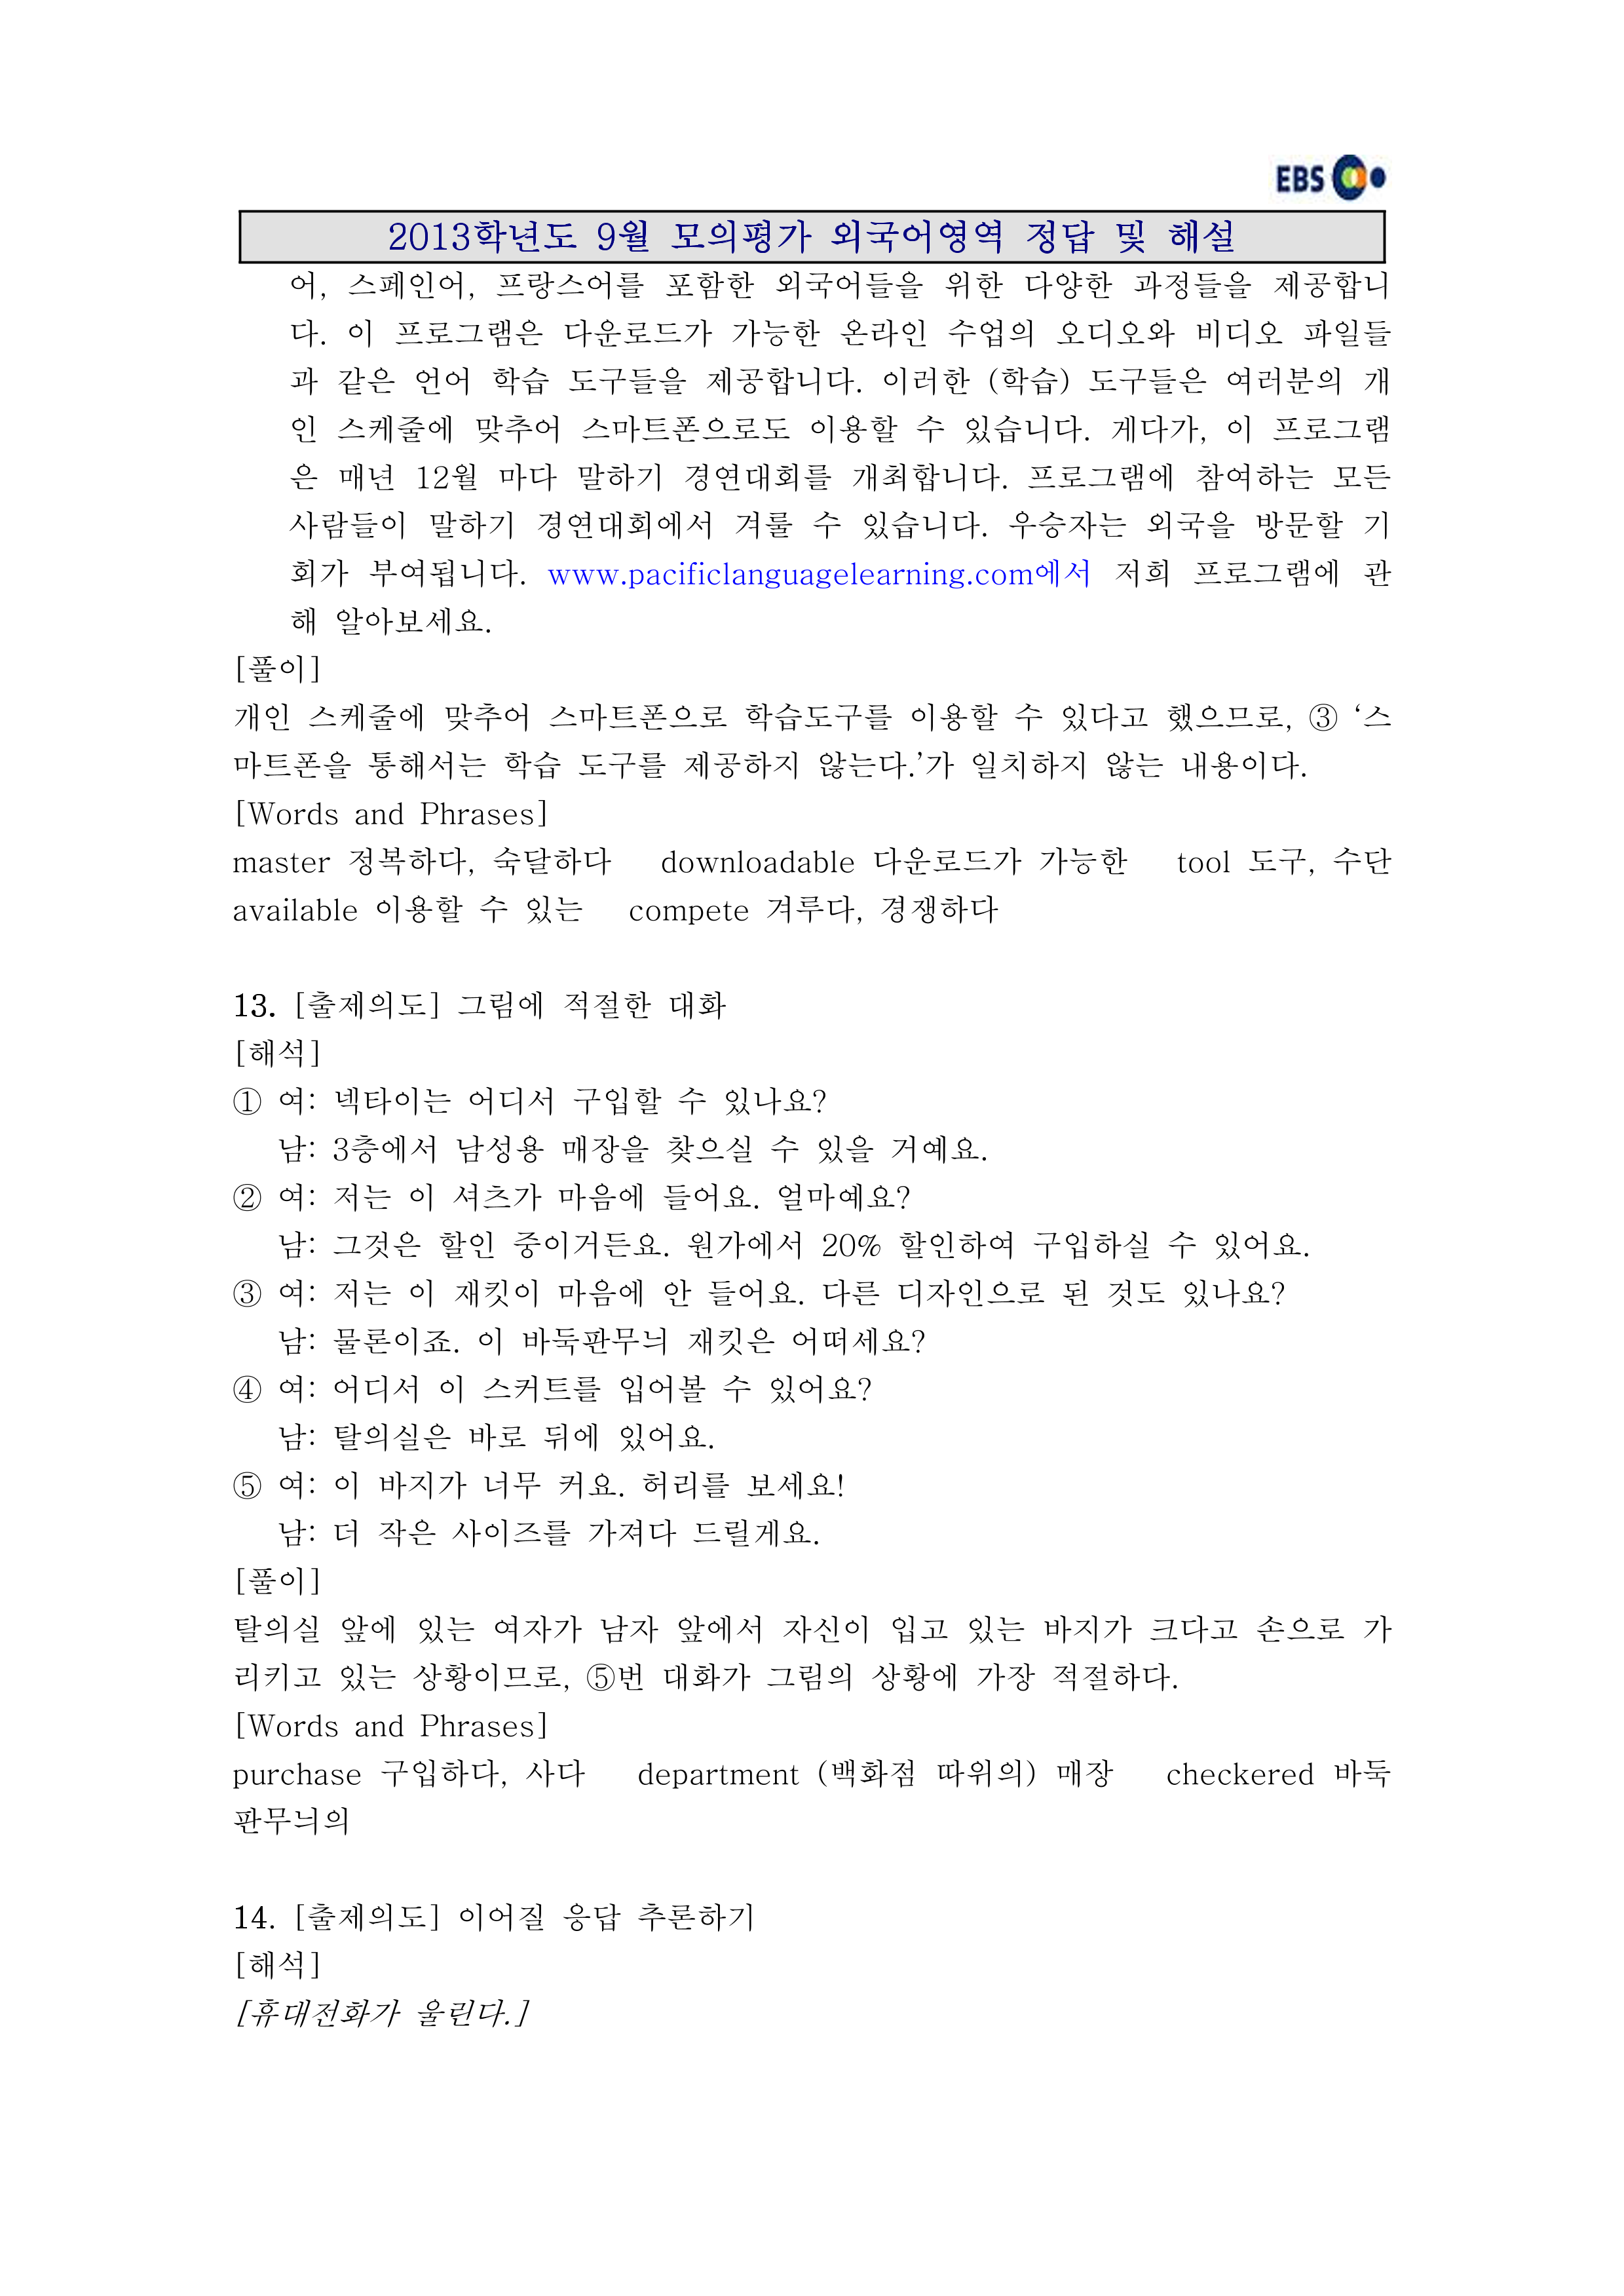 EBS
2013학년도 9월 모의평가 외국어영역 정답 및 해설
어, 스페인어, 프랑스어를 포함한 외국어들을 위한 다양한 과정들을 제공합니
다. 이 프로그램은 다운로드가 가능한 온라인 수업의 오디오와 비디오 파일들
과 같은 언어 학습 도구들을 제공합니다. 이러한 (학습) 도구들은 여러분의 개
인 스케줄에 맞추어 스마트폰으로도 이용할 수 있습니다. 게다가, 이 프로그램
은 매년 12월 마다 말하기 경연대회를 개최합니다. 프로그램에 참여하는 모든
사람들이 말하기 경연대회에서 겨룰 수 있습니다. 우승자는 외국을 방문할 기
회가 부여됩니다. www.pacificlanguagelearning.com에서 저희 프로그램에 관
해 알아보세요.
[풀이]
개인 스케줄에 맞추어 스마트폰으로 학습도구를 이용할 수 있다고 했으므로, ③ ‘스
마트폰을 통해서는 학습 도구를 제공하지 않는다.’가 일치하지 않는 내용이다.
[Words and Phrases]
master 정복하다, 숙달하다 downloadable 다운로드가 가능한 tool 도구, 수단
available 이용할 수 있는 compete 겨루다, 경쟁하다
13. [출제의도] 그림에 적절한 대화
[해석]
① 여: 넥타이는 어디서 구입할 수 있나요?
남: 3층에서 남성용 매장을 찾으실 수 있을 거예요.
② 여: 저는 이 셔츠가 마음에 들어요. 얼마예요?
남: 그것은 할인 중이거든요. 원가에서 20% 할인하여 구입하실 수 있어요.
③ 여: 저는 이 재킷이 마음에 안 들어요. 다른 디자인으로 된 것도 있나요?
남: 물론이죠. 이 바둑판무늬 재킷은 어떠세요?
④ 여: 어디서 이 스커트를 입어볼 수 있어요?
남: 탈의실은 바로 뒤에 있어요.
⑤ 여: 이 바지가 너무 커요. 허리를 보세요!
남: 더 작은 사이즈를 가져다 드릴게요.
[풀이]
탈의실 앞에 있는 여자가 남자 앞에서 자신이 입고 있는 바지가 크다고 손으로 가
리키고 있는 상황이므로, ⑤번 대화가 그림의 상황에 가장 적절하다.
[Words and Phrases]
purchase 구입하다, 사다 department (백화점 따위의) 매장 checkered 바둑
판무늬의
14. [출제의도] 이어질 응답 추론하기
[해석]
[휴대전화가 울린다.]